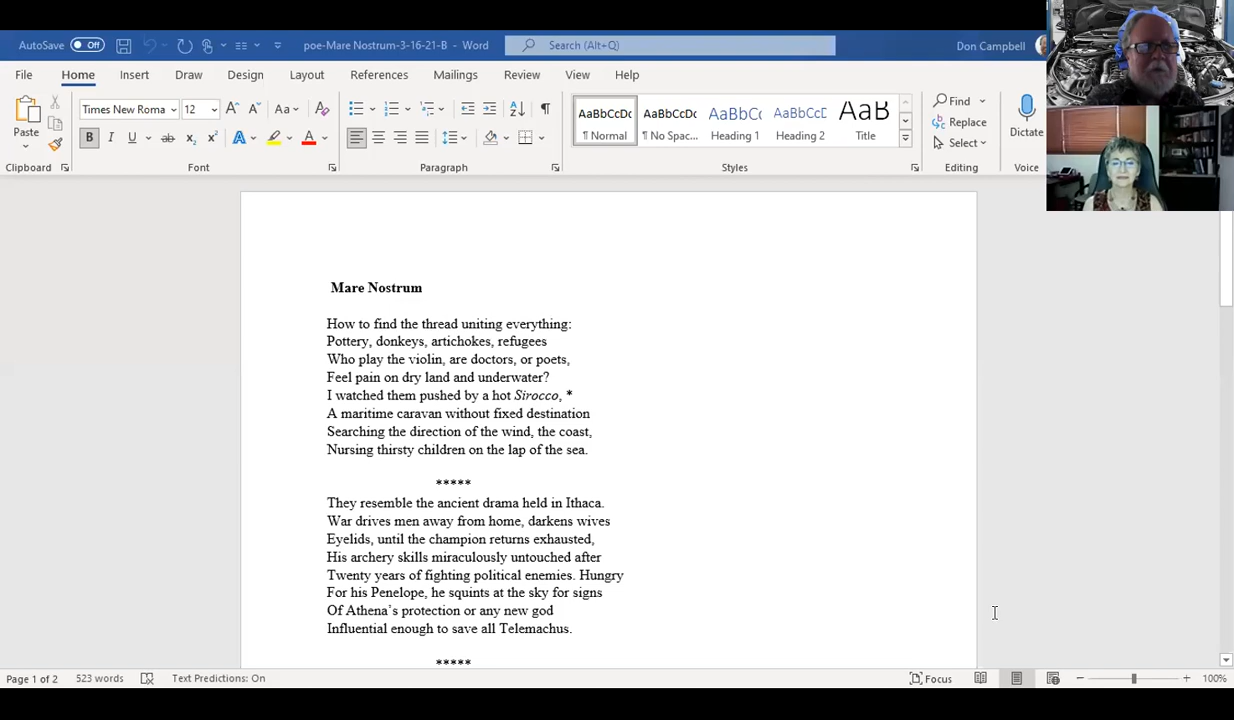 AutoSave Off poe-Mare Nostrum-3-16-21-B - Word Search (Alt+Q) Don Campbell
File Home Insert Draw Design Layout References Mailings Review View Help
Times New Roma 12 A A Aa A AaBbCcDc AaBbCcDc AaBbCc AaBbCcD AaB Find
Paste Replace Dictate
B I U ab x₂ x² A A Normal No Spac... Heading 1 Heading 2 Title Select
Clipboard Font Paragraph Styles Editing Voice
Mare Nostrum
How to find the thread uniting everything:
Pottery, donkeys, artichokes, refugees
Who play the violin, are doctors, or poets,
Feel pain on dry land and underwater?
I watched them pushed by a hot Sirocco, *
A maritime caravan without fixed destination
Searching the direction of the wind, the coast,
Nursing thirsty children on the lap of the sea.
*****
They resemble the ancient drama held in Ithaca.
War drives men away from home, darkens wives
Eyelids, until the champion returns exhausted,
His archery skills miraculously untouched after
Twenty years of fighting political enemies. Hungry
For his Penelope, he squints at the sky for signs
Of Athena’s protection or any new god
Influential enough to save all Telemachus.
*****
Page 1 of 2 523 words Text Predictions: On Focus 100%